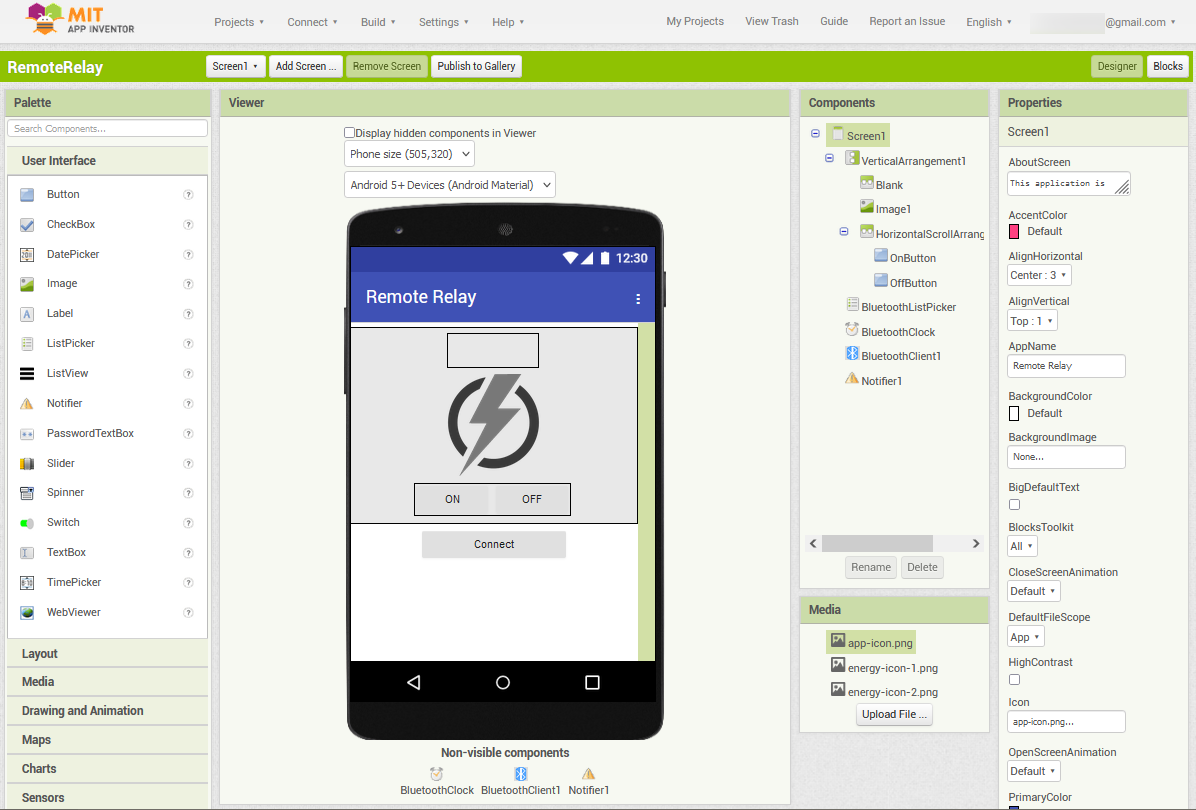 MIT
APP INVENTOR
Projects
Connect
Build
Settings
Help
My Projects
View Trash
Guide
Report an Issue
English
@gmail.com
RemoteRelay
Screen1
Add Screen ...
Remove Screen
Publish to Gallery
Designer
Blocks
Palette
Search Components...
User Interface
Button
?
CheckBox
?
DatePicker
?
Image
?
Label
?
ListPicker
?
ListView
?
Notifier
?
PasswordTextBox
?
Slider
?
Spinner
?
Switch
?
TextBox
?
TimePicker
?
WebViewer
?
Layout
Media
Drawing and Animation
Maps
Charts
Sensors
Viewer
Display hidden components in Viewer
Phone size (505,320)
Android 5+ Devices (Android Material)
12:30
Remote Relay
ON
OFF
Connect
Non-visible components
BluetoothClock
BluetoothClient1
Notifier1
Components
Screen1
VerticalArrangement1
Blank
Image1
HorizontalScrollArrang
OnButton
OffButton
BluetoothListPicker
BluetoothClock
BluetoothClient1
Notifier1
Rename
Delete
Media
app-icon.png
energy-icon-1.png
energy-icon-2.png
Upload File ...
Properties
Screen1
AboutScreen
This application is
AccentColor
Default
AlignHorizontal
Center : 3
AlignVertical
Top : 1
AppName
Remote Relay
BackgroundColor
Default
BackgroundImage
None...
BigDefaultText
BlocksToolkit
All
CloseScreenAnimation
Default
DefaultFileScope
App
HighContrast
Icon
app-icon.png...
OpenScreenAnimation
Default
PrimaryColor